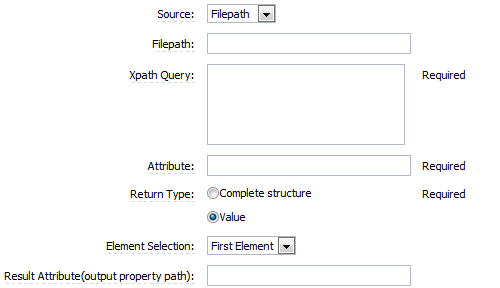 Source: Filepath
Filepath:
Xpath Query: Required
Attribute: Required
Return Type: Complete structure Required
Value
Element Selection: First Element
Result Attribute(output property path):